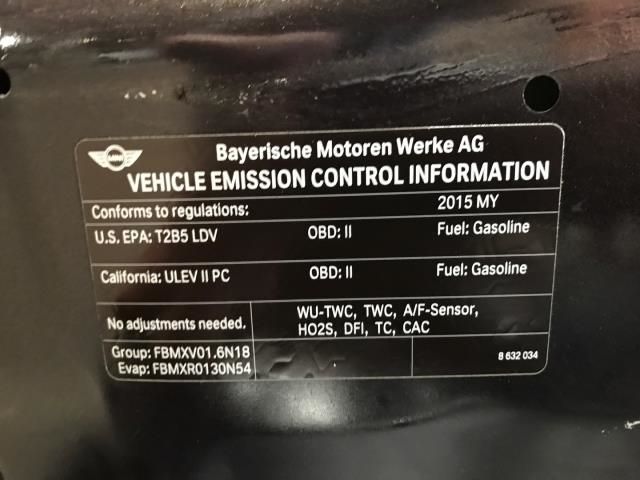 MINI
Bayerische Motoren Werke AG
VEHICLE EMISSION CONTROL INFORMATION
Conforms to regulations: 2015 MY
U.S. EPA: T2B5 LDV OBD: II Fuel: Gasoline
California: ULEV II PC OBD: II Fuel: Gasoline
No adjustments needed. WU-TWC, TWC, A/F-Sensor,
HO2S, DFI, TC, CAC
Group: FBMXV01.6N18
Evap: FBMXR0130N54 8 632 034